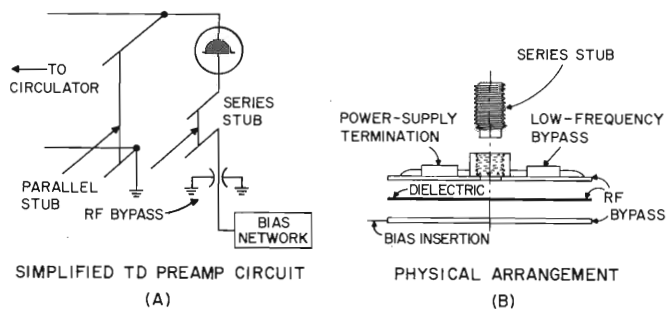 TO
CIRCULATOR
SERIES
STUB
PARALLEL
STUB
RF BYPASS
BIAS
NETWORK
SIMPLIFIED TD PREAMP CIRCUIT
(A)
SERIES STUB
POWER-SUPPLY
TERMINATION
LOW-FREQUENCY
BYPASS
DIELECTRIC
RF
BYPASS
BIAS INSERTION
PHYSICAL ARRANGEMENT
(B)